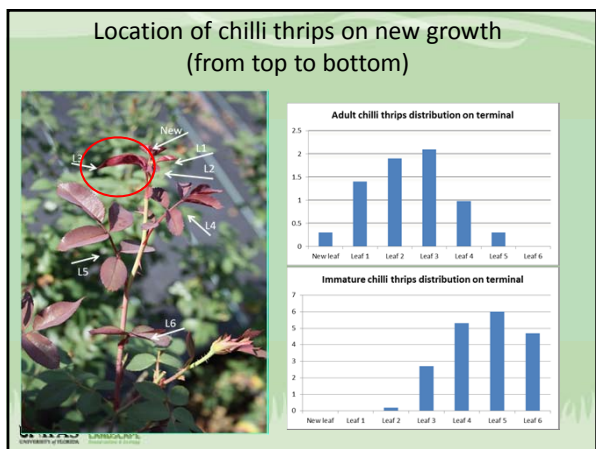 Location of chilli thrips on new growth
(from top to bottom)
New
L1
L2
L3
L4
L5
L6
Adult chilli thrips distribution on terminal
2.5
2
1.5
1
0.5
0
New leaf Leaf 1 Leaf 2 Leaf 3 Leaf 4 Leaf 5 Leaf 6
Immature chilli thrips distribution on terminal
7
6
5
4
3
2
1
0
New leaf Leaf 1 Leaf 2 Leaf 3 Leaf 4 Leaf 5 Leaf 6
UNIVERSITY of FLORIDA